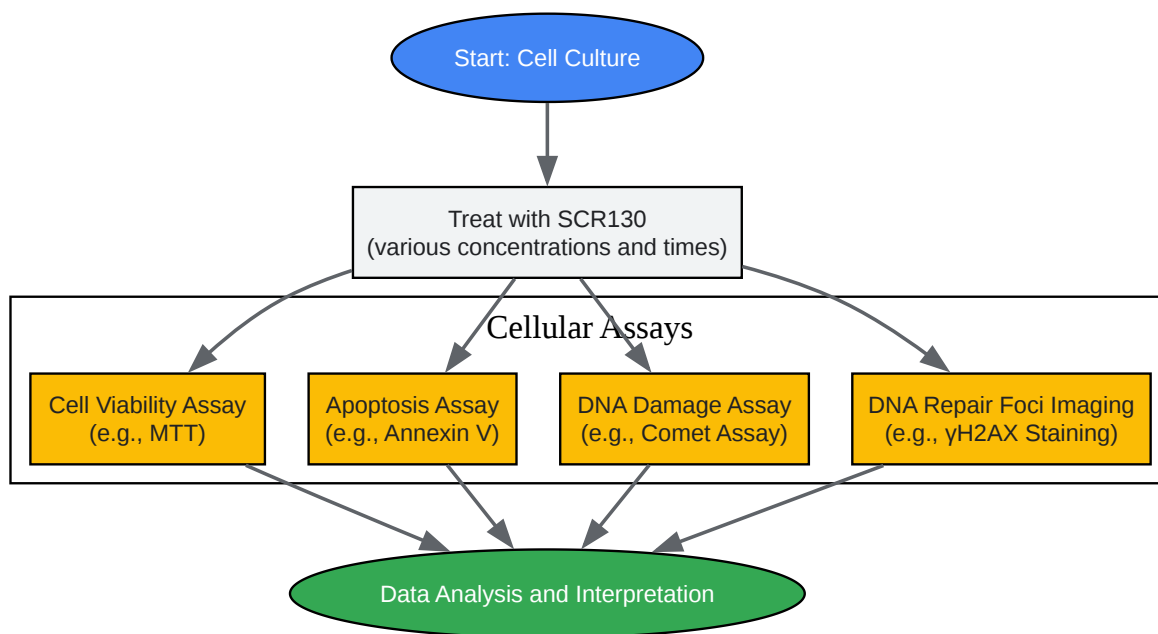 Start: Cell Culture
Treat with SCR130
(various concentrations and times)
Cellular Assays
Cell Viability Assay
(e.g., MTT)
Apoptosis Assay
(e.g., Annexin V)
DNA Damage Assay
(e.g., Comet Assay)
DNA Repair Foci Imaging
(e.g., γH2AX Staining)
Data Analysis and Interpretation